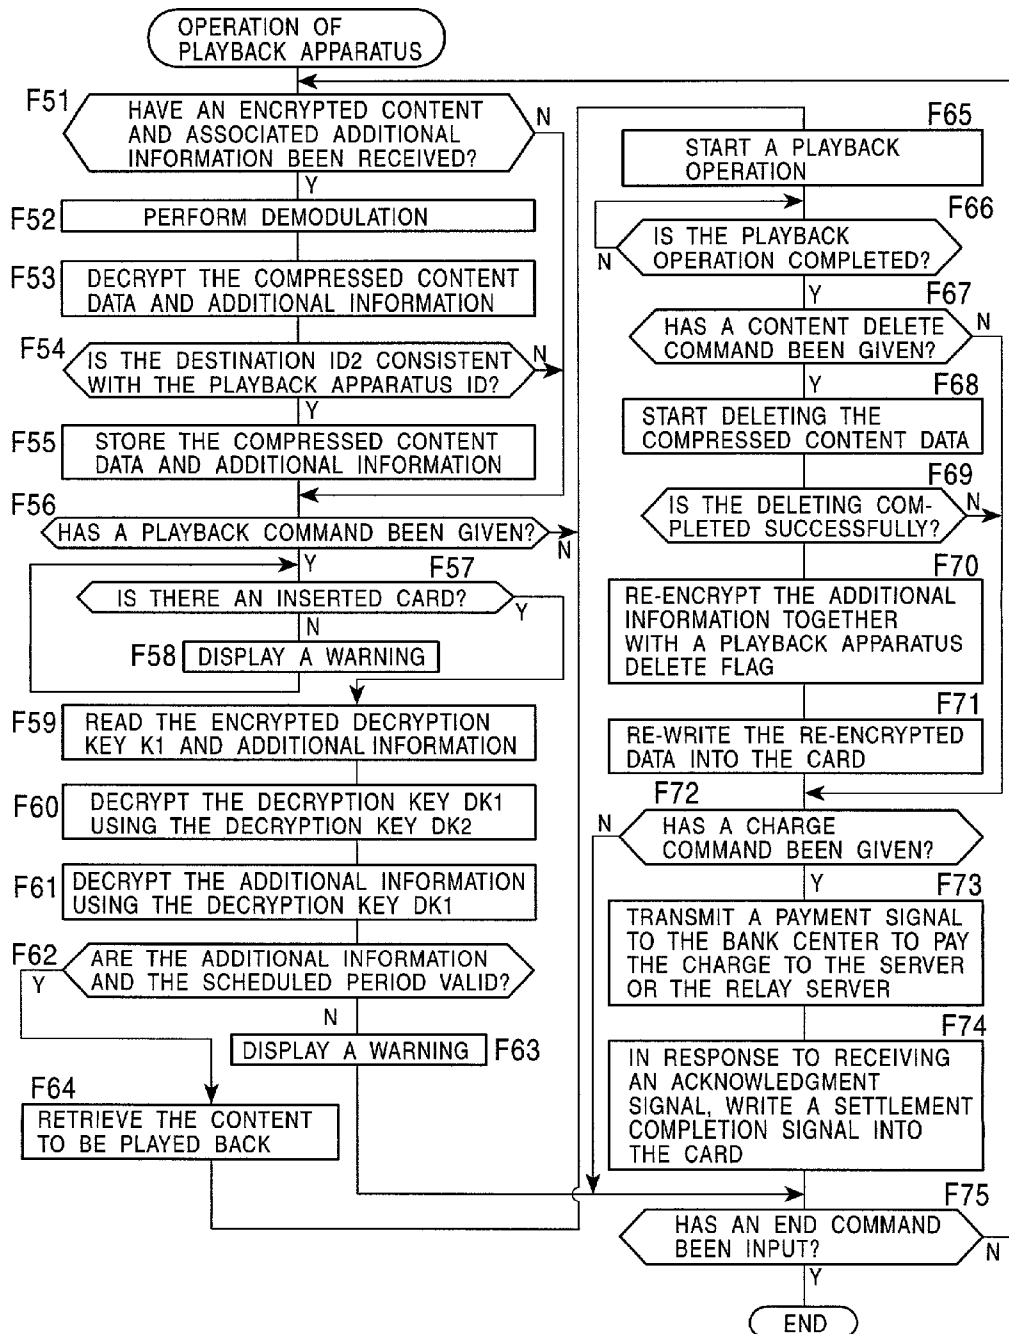 OPERATION OF
PLAYBACK APPARATUS
F51
HAVE AN ENCRYPTED CONTENT
AND ASSOCIATED ADDITIONAL
INFORMATION BEEN RECEIVED?
N
Y
F52
PERFORM DEMODULATION
F53
DECRYPT THE COMPRESSED CONTENT
DATA AND ADDITIONAL INFORMATION
F54
IS THE DESTINATION ID2 CONSISTENT
WITH THE PLAYBACK APPARATUS ID?
N
Y
F55
STORE THE COMPRESSED CONTENT
DATA AND ADDITIONAL INFORMATION
F56
HAS A PLAYBACK COMMAND BEEN GIVEN?
N
Y
F57
IS THERE AN INSERTED CARD?
Y
N
F58
DISPLAY A WARNING
F59
READ THE ENCRYPTED DECRYPTION
KEY K1 AND ADDITIONAL INFORMATION
F60
DECRYPT THE DECRYPTION KEY DK1
USING THE DECRYPTION KEY DK2
F61
DECRYPT THE ADDITIONAL INFORMATION
USING THE DECRYPTION KEY DK1
F62
ARE THE ADDITIONAL INFORMATION
AND THE SCHEDULED PERIOD VALID?
Y
N
DISPLAY A WARNING
F63
F64
RETRIEVE THE CONTENT
TO BE PLAYED BACK
F65
START A PLAYBACK
OPERATION
F66
IS THE PLAYBACK
OPERATION COMPLETED?
N
Y
F67
HAS A CONTENT DELETE
COMMAND BEEN GIVEN?
N
Y
F68
START DELETING THE
COMPRESSED CONTENT DATA
F69
IS THE DELETING COM-
PLETED SUCCESSFULLY?
N
Y
F70
RE-ENCRYPT THE ADDITIONAL
INFORMATION TOGETHER
WITH A PLAYBACK APPARATUS
DELETE FLAG
F71
RE-WRITE THE RE-ENCRYPTED
DATA INTO THE CARD
F72
HAS A CHARGE
COMMAND BEEN GIVEN?
N
Y
F73
TRANSMIT A PAYMENT SIGNAL
TO THE BANK CENTER TO PAY
THE CHARGE TO THE SERVER
OR THE RELAY SERVER
F74
IN RESPONSE TO RECEIVING
AN ACKNOWLEDGMENT
SIGNAL, WRITE A SETTLEMENT
COMPLETION SIGNAL INTO
THE CARD
F75
HAS AN END COMMAND
BEEN INPUT?
N
Y
END